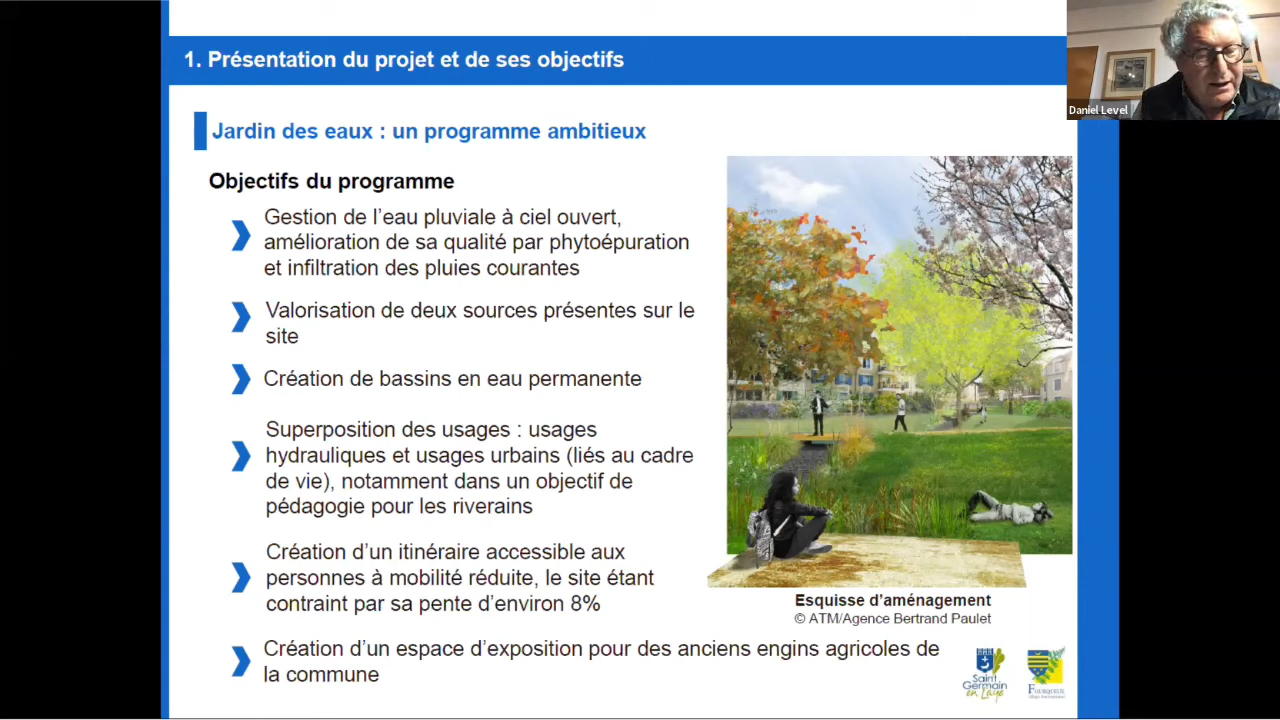 1. Présentation du projet et de ses objectifs
Daniel Level
Jardin des eaux : un programme ambitieux
Objectifs du programme
Gestion de l'eau pluviale à ciel ouvert,
amélioration de sa qualité par phytoépuration
et infiltration des pluies courantes
Valorisation de deux sources présentes sur le
site
Création de bassins en eau permanente
Superposition des usages : usages
hydrauliques et usages urbains (liés au cadre
de vie), notamment dans un objectif de
pédagogie pour les riverains
Création d'un itinéraire accessible aux
personnes à mobilité réduite, le site étant
contraint par sa pente d'environ 8%
Création d'un espace d'exposition pour des anciens engins agricoles de
la commune
Esquisse d'aménagement
© ATM/Agence Bertrand Paulet
Saint
Germain
en Laye
Fourqueux